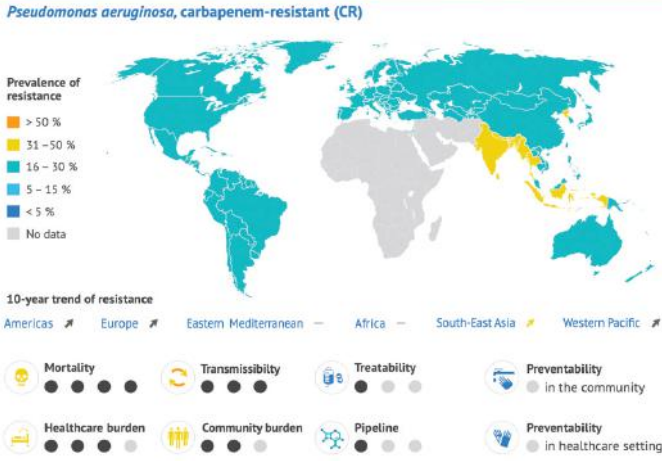 Pseudomonas aeruginosa, carbapenem-resistant (CR)
Prevalence of
resistance
> 50 %
31 – 50 %
16 – 30 %
5 – 15 %
< 5 %
No data
10-year trend of resistance
Americas Europe Eastern Mediterranean — Africa — South-East Asia Western Pacific
Mortality
Transmissibilty
Treatability
Preventability
in the community
Healthcare burden
Community burden
Pipeline
Preventability
in healthcare setting